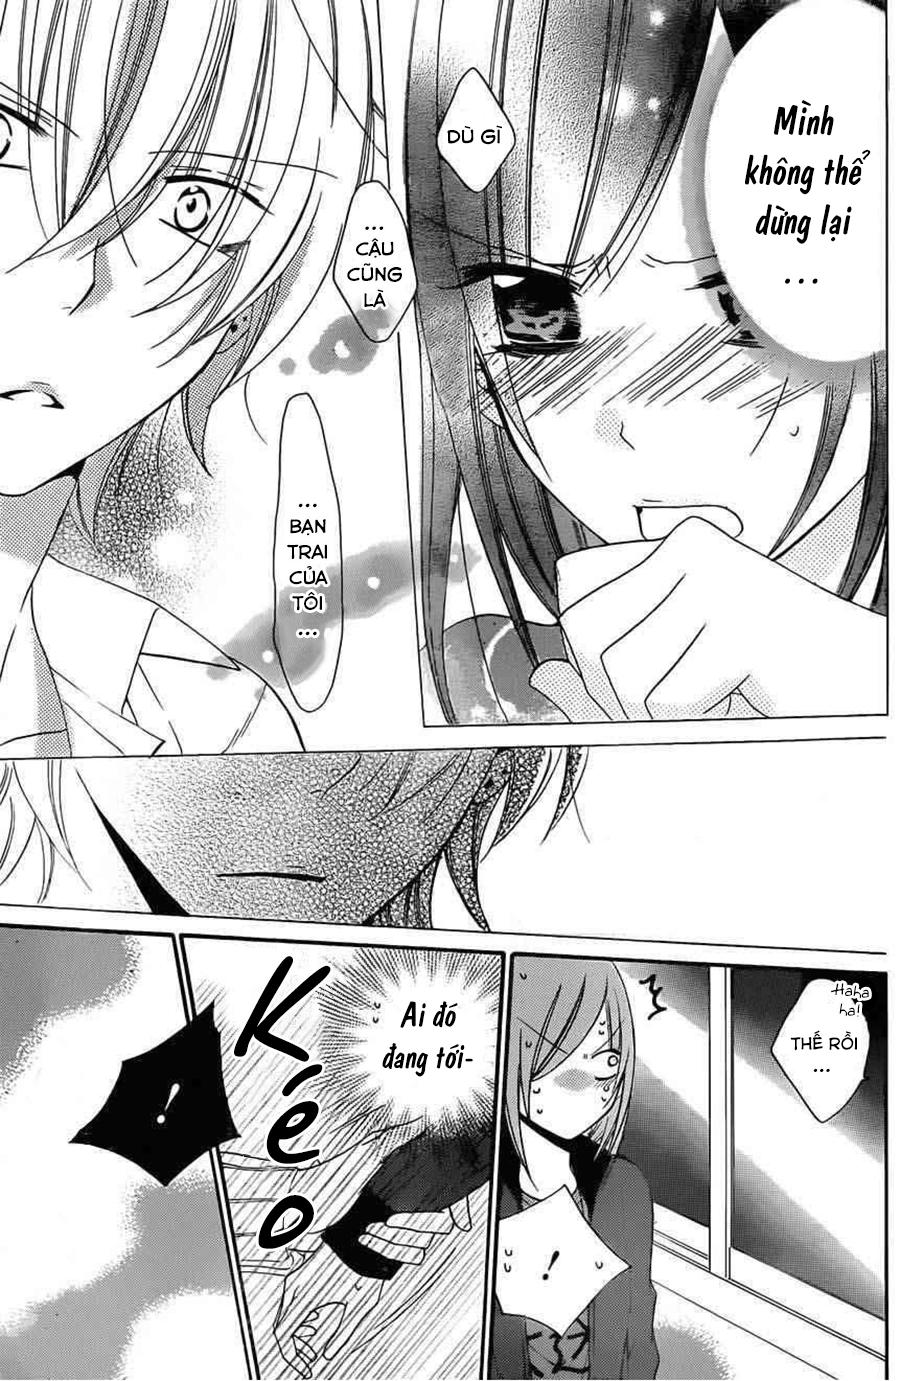 Mình
không thể
dừng lại
...
DÙ GÌ
...
CẬU
CŨNG
LÀ
...
BẠN
TRAI
CỦA
TÔI
...
Haha
ha!
THẾ RỒI
...
!
Ai đó
đang tới-
Kéo
!